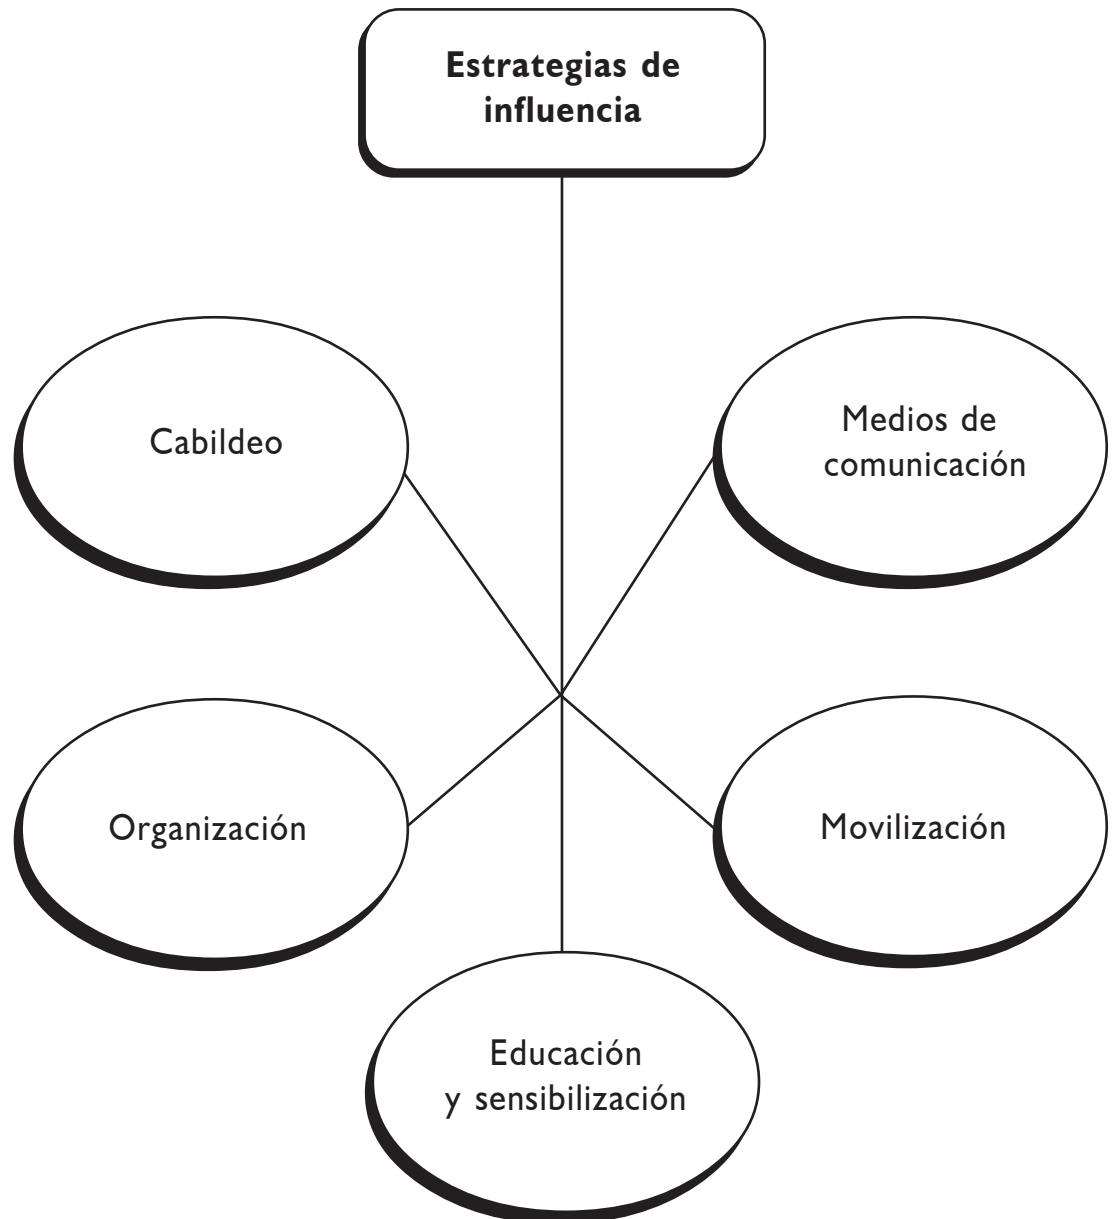 Estrategias de
influencia
Cabildeo
Medios de
comunicación
Organización
Movilización
Educación
y sensibilización